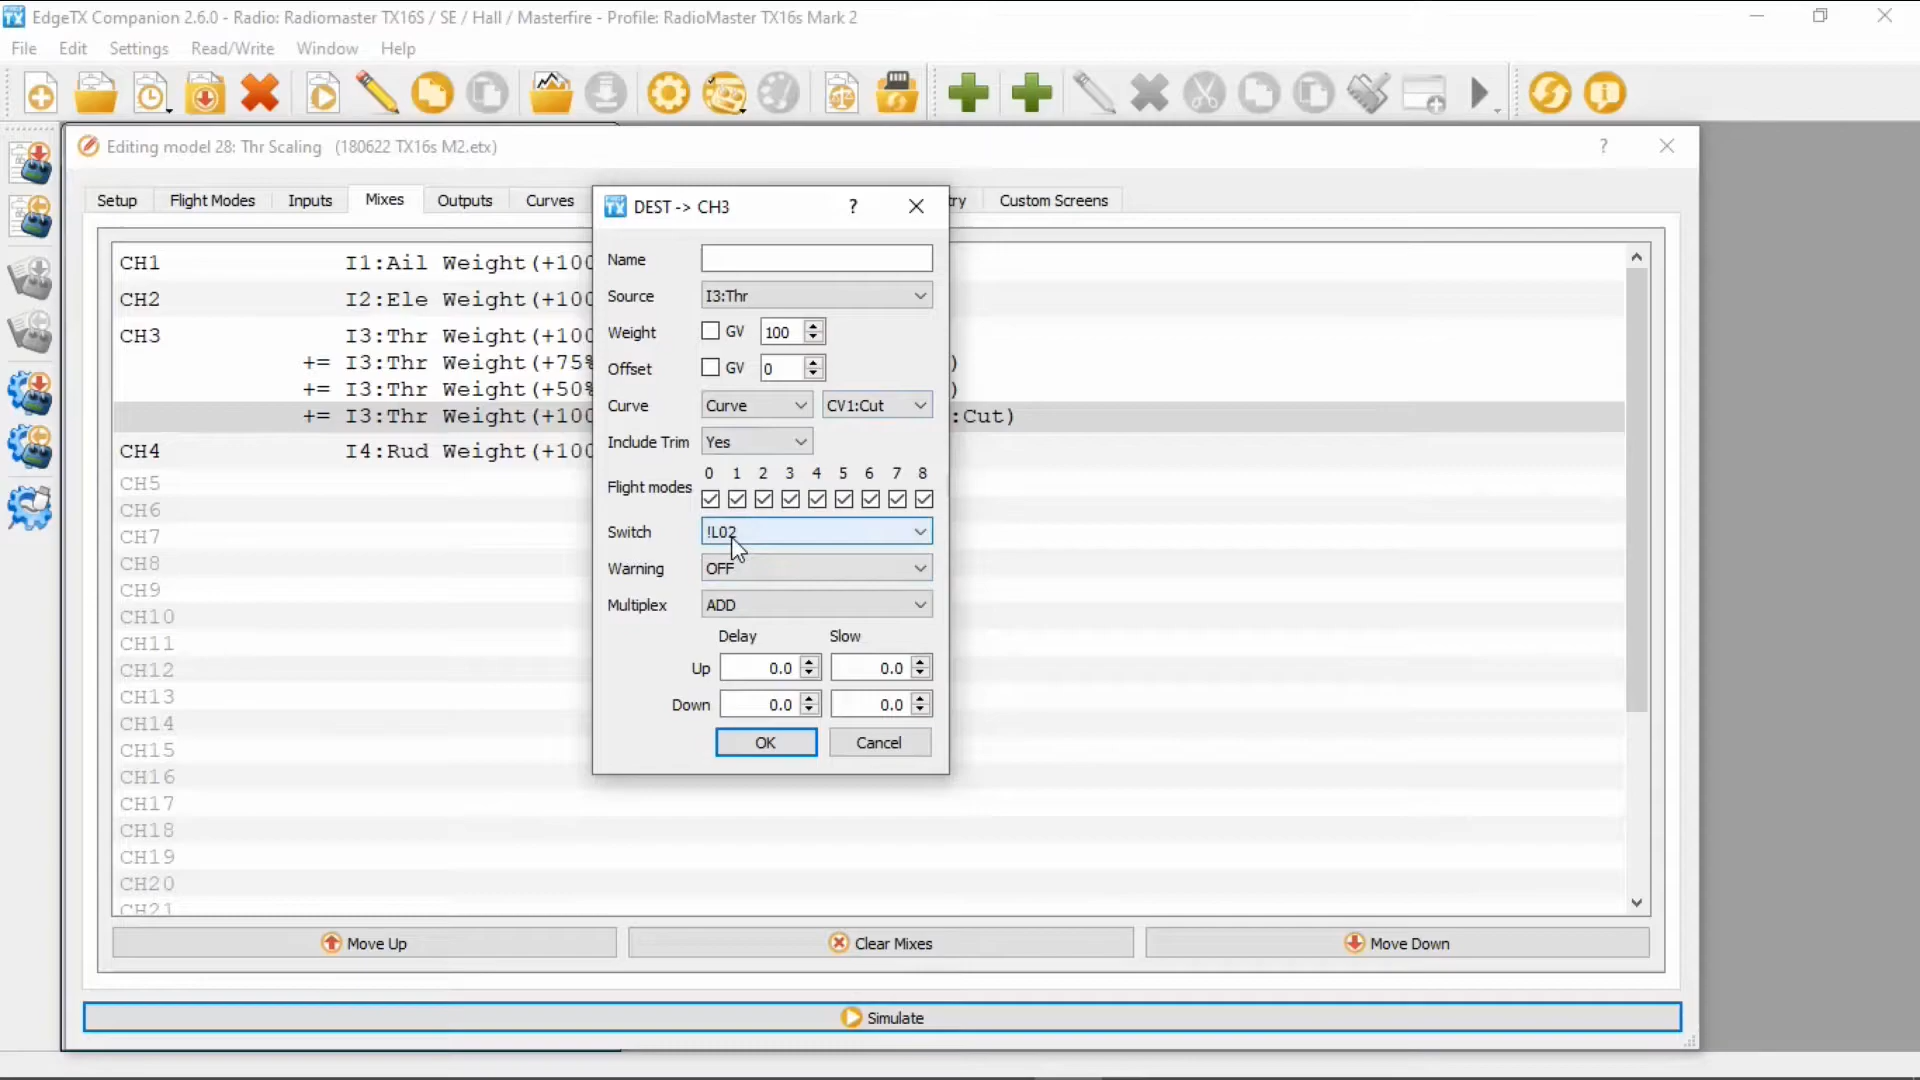 EdgeTX Companion 2.6.0 - Radio: Radiomaster TX16S / SE / Hall / Masterfire - Profile: RadioMaster TX16s Mark 2
File Edit Settings Read/Write Window Help
Editing model 28: Thr Scaling (180622 TX16s M2.etx)
Setup Flight Modes Inputs Mixes Outputs Curves ry Custom Screens
DEST -> CH3
CH1 I1:Ail Weight(+100
CH2 I2:Ele Weight(+100
CH3 I3:Thr Weight(+100
+= I3:Thr Weight(+75% )
+= I3:Thr Weight(+50% )
+= I3:Thr Weight(+100 :Cut)
CH4 I4:Rud Weight(+100
CH5
CH6
CH7
CH8
CH9
CH10
CH11
CH12
CH13
CH14
CH15
CH16
CH17
CH18
CH19
CH20
CH21
Name
Source I3:Thr
Weight GV 100
Offset GV 0
Curve Curve CV1:Cut
Include Trim Yes
0 1 2 3 4 5 6 7 8
Flight modes
Switch !L02
Warning OFF
Multiplex ADD
Delay Slow
Up 0.0 0.0
Down 0.0 0.0
OK Cancel
Move Up Clear Mixes Move Down
Simulate